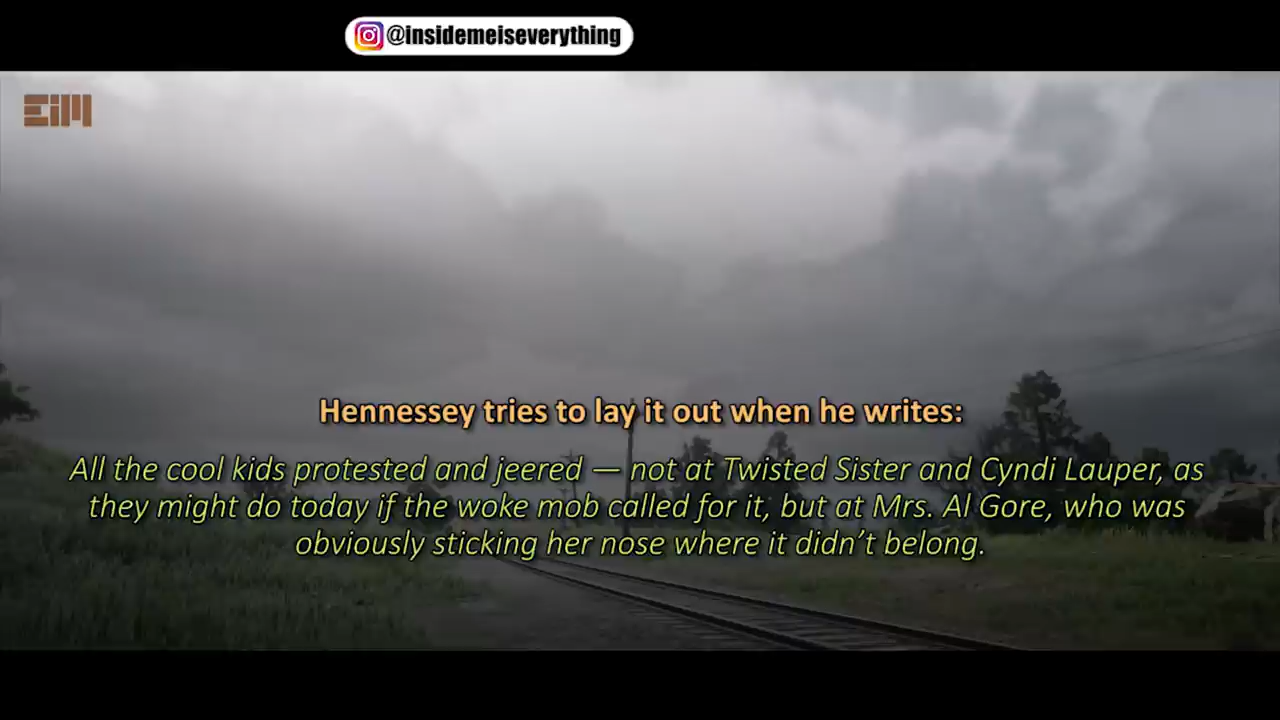 @insidemeiseverything
EiM
Hennessey tries to lay it out when he writes:
All the cool kids protested and jeered — not at Twisted Sister and Cyndi Lauper, as
they might do today if the woke mob called for it, but at Mrs. Al Gore, who was
obviously sticking her nose where it didn’t belong.